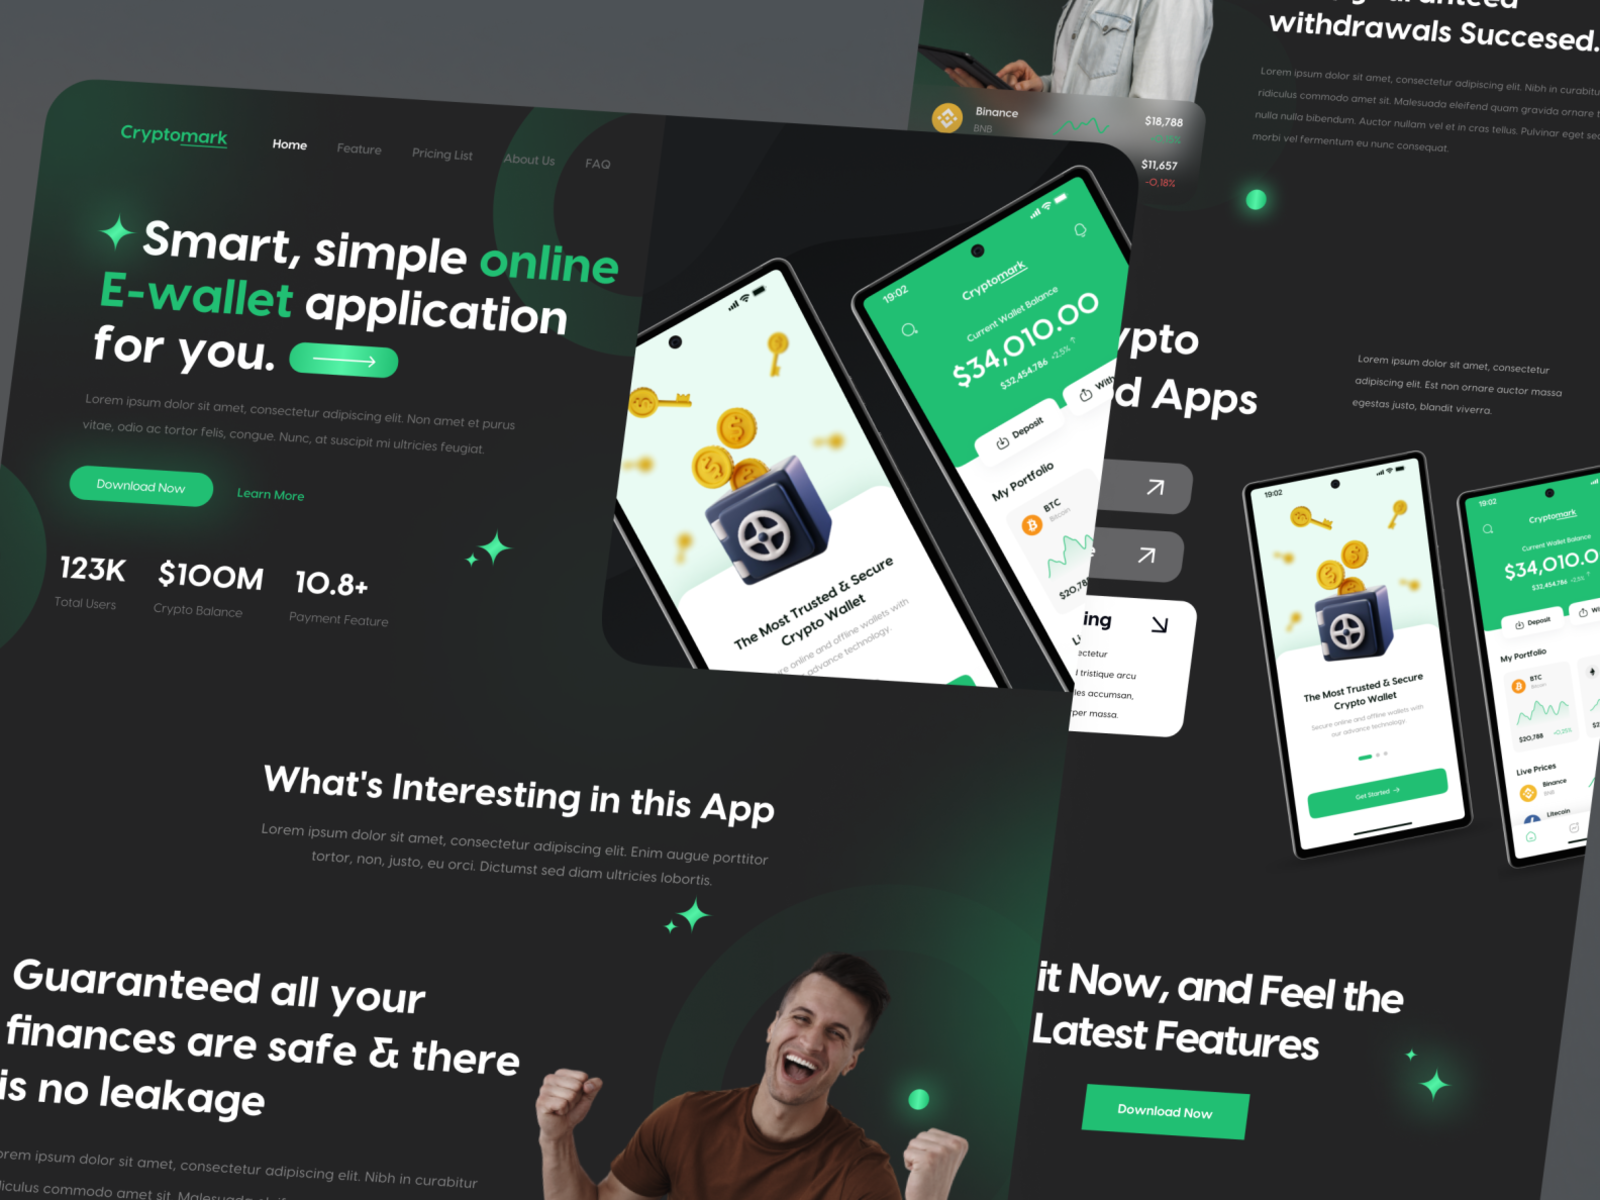 Cryptomark
Home
Feature
Pricing List
About Us
FAQ
Smart, simple online
E-wallet application
for you.
Lorem ipsum dolor sit amet, consectetur adipiscing elit. Non amet et purus
vitae, odio ac tortor felis, congue. Nunc, at suscipit mi ultricies feugiat.
Download Now
Learn More
123K
Total Users
$100M
Crypto Balance
10.8+
Payment Feature
The Most Trusted & Secure
Crypto Wallet
online and offline wallets with
advance technology.
19:02
Cryptomark
Current Wallet Balance
$34,010.00
$32,454.786 +2,5%
Deposit
With
My Portfolio
BTC
Bitcoin
$20,78
What's Interesting in this App
Lorem ipsum dolor sit amet, consectetur adipiscing elit. Enim augue porttitor
tortor, non, justo, eu orci. Dictumst sed diam ultricies lobortis.
Guaranteed all your
finances are safe & there
is no leakage
orem ipsum dolor sit amet, consectetur adipiscing elit. Nibh in curabitur
commodo amet sit.
withdrawals Succesed.
Lorem ipsum dolor sit amet, consectetur adipiscing elit. Nibh in curabitu
ridiculus commodo amet sit. Malesuada eleifend quam gravida ornare t
nulla nulla bibendum. Auctor nullam vel et in cras tellus. Pulvinar eget sed
morbi vel fermentum eu nunc consequat.
Binance
BNB
$18,788
$11,657
-0,18%
ypto
d Apps
Lorem ipsum dolor sit amet, consectetur
adipiscing elit. Est non ornare auctor massa
egestas justo, blandit viverra.
ing
ectetur
l tristique arcu
les accumsan,
per massa.
19:02
The Most Trusted & Secure
Crypto Wallet
Secure online and offline wallets with
our advance technology.
Get Started
19:02
Cryptomark
Current Wallet Balance
$34,010.0
$32,454.786 +2,5%
Deposit
Wi
My Portfolio
BTC
Bitcoin
$20,788
+0,25%
Live Prices
Binance
BNB
Litecoin
it Now, and Feel the
Latest Features
Download Now